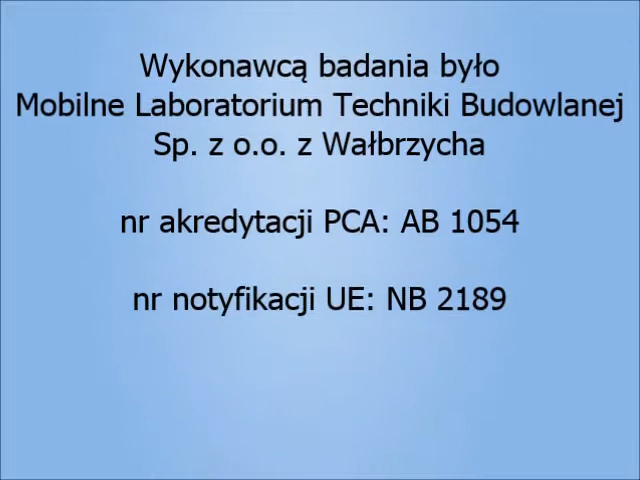 Wykonawcą badania było
Mobilne Laboratorium Techniki Budowlanej
Sp. z o.o. z Wałbrzycha
nr akredytacji PCA: AB 1054
nr notyfikacji UE: NB 2189